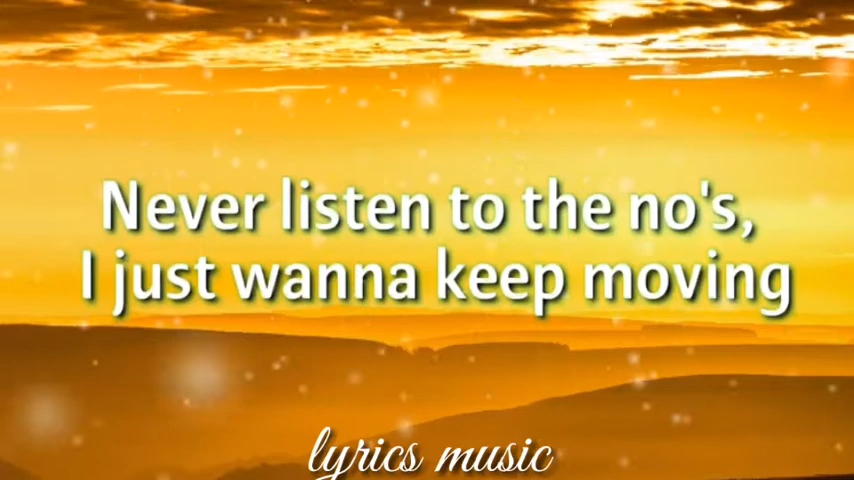 Never listen to the no's,
I just wanna keep moving
lyrics music